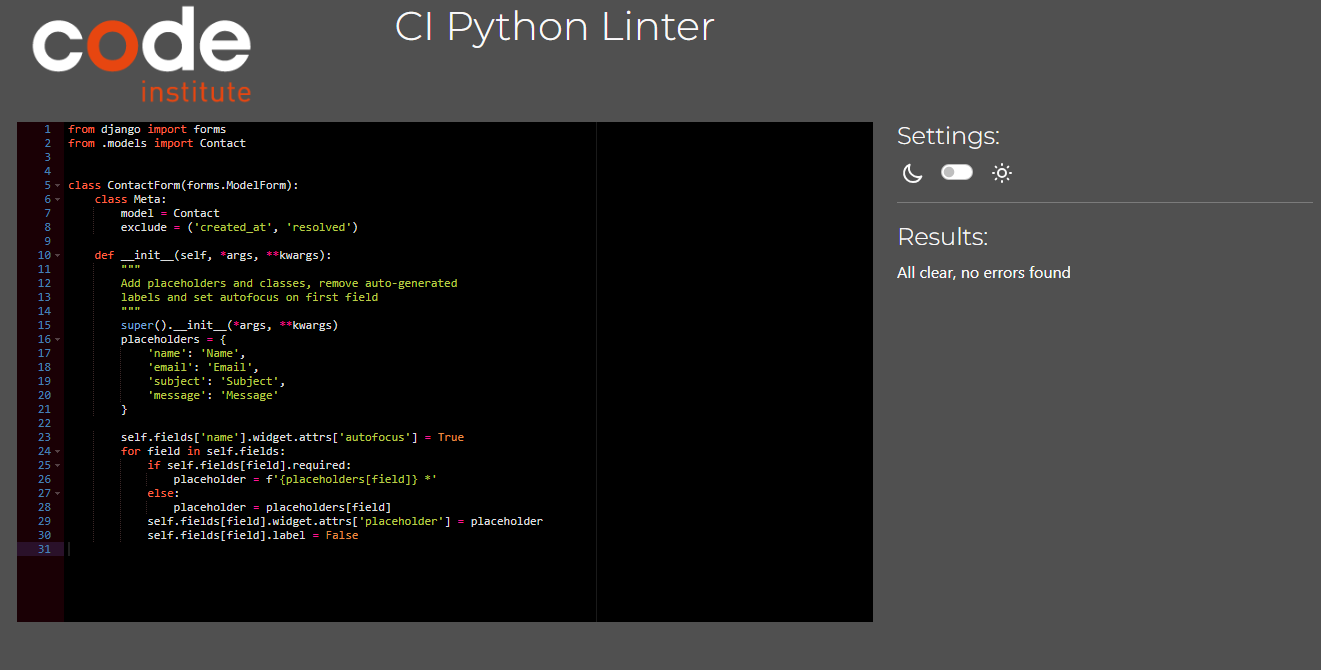 code
institute
CI Python Linter
1 from django import forms
2 from .models import Contact
3
4
5 class ContactForm(forms.ModelForm):
6     class Meta:
7         model = Contact
8         exclude = ('created_at', 'resolved')
9
10     def __init__(self, *args, **kwargs):
11         """
12         Add placeholders and classes, remove auto-generated
13         labels and set autofocus on first field
14         """
15         super().__init__(*args, **kwargs)
16         placeholders = {
17             'name': 'Name',
18             'email': 'Email',
19             'subject': 'Subject',
20             'message': 'Message'
21         }
22
23         self.fields['name'].widget.attrs['autofocus'] = True
24         for field in self.fields:
25             if self.fields[field].required:
26                 placeholder = f'{placeholders[field]} *'
27             else:
28                 placeholder = placeholders[field]
29             self.fields[field].widget.attrs['placeholder'] = placeholder
30             self.fields[field].label = False
31
Settings:
Results:
All clear, no errors found